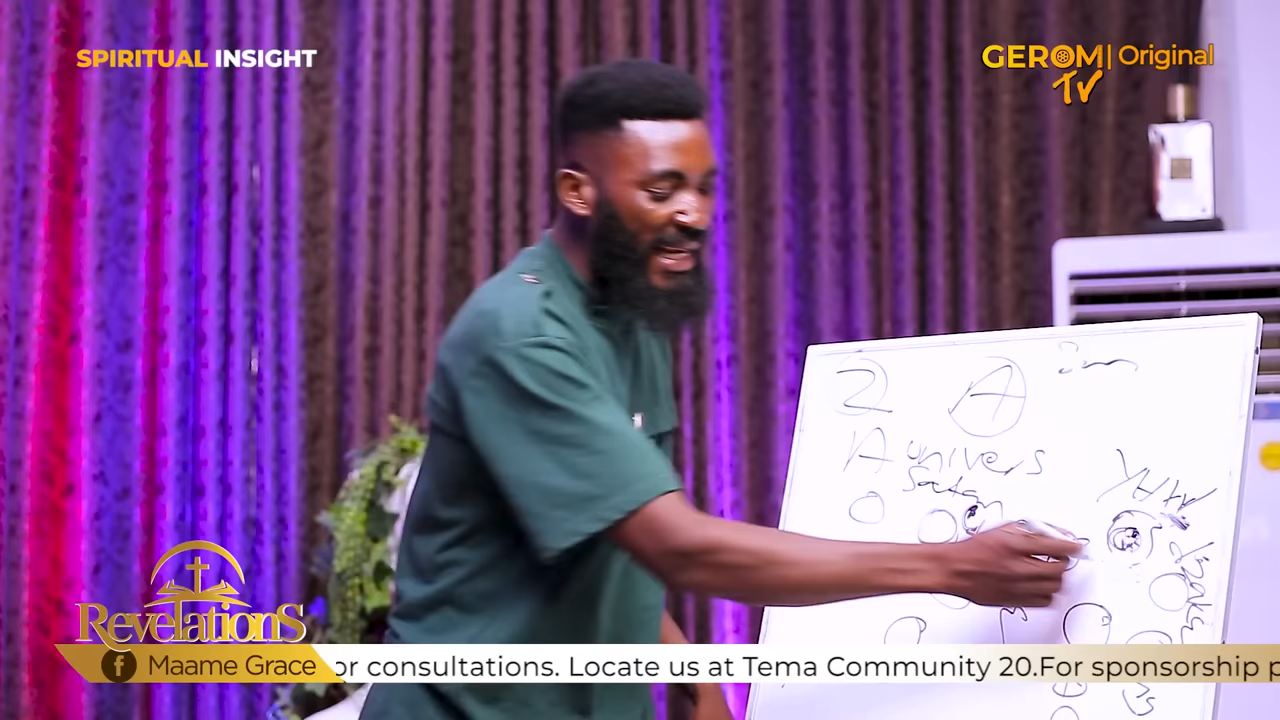 SPIRITUAL INSIGHT
GEROM TV | Original
2 A
A univers
Satan
Revelations
f Maame Grace
or consultations. Locate us at Tema Community 20.For sponsorship p